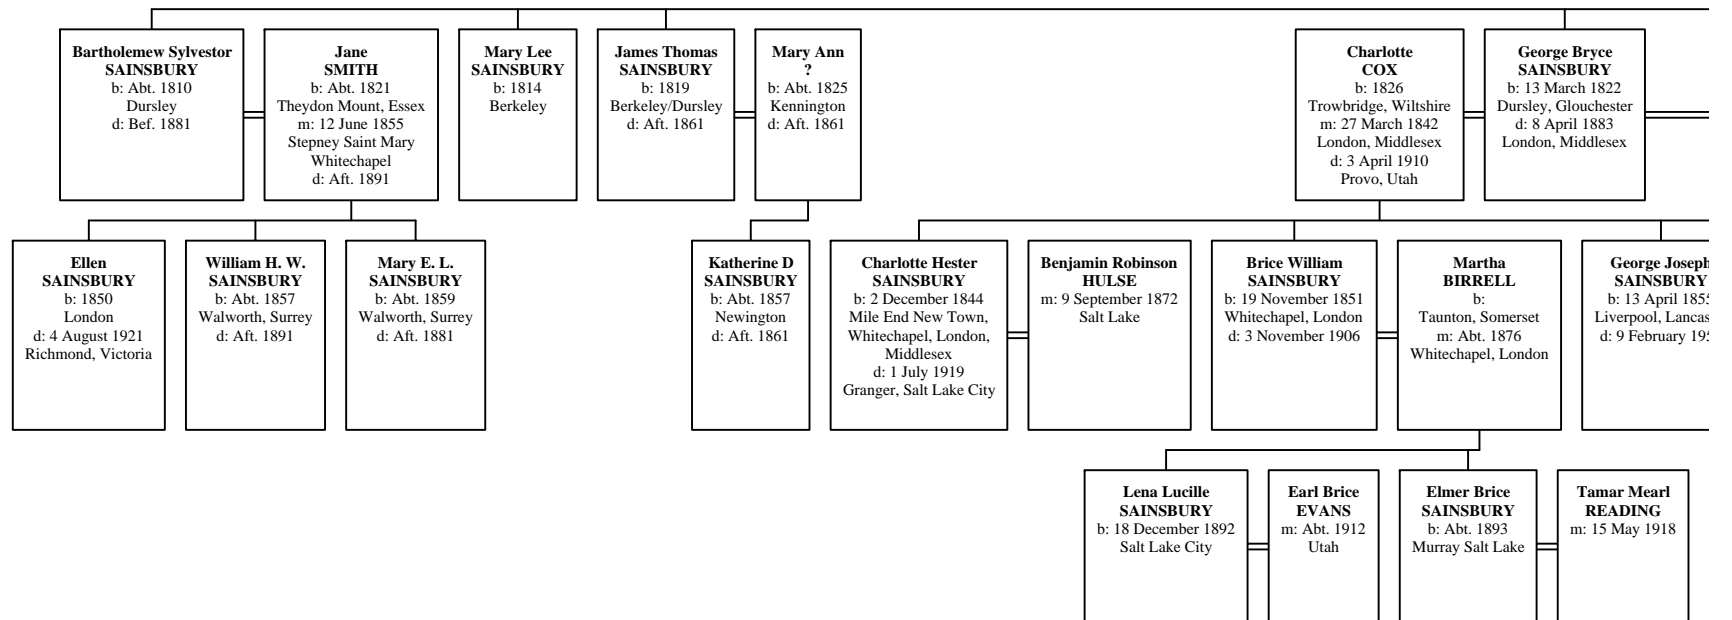 Bartholemew Sylvestor
SAINSBURY
b: Abt. 1810
Dursley
d: Bef. 1881
Jane
SMITH
b: Abt. 1821
Theydon Mount, Essex
m: 12 June 1855
Stepney Saint Mary
Whitechapel
d: Aft. 1891
Mary Lee
SAINSBURY
b: 1814
Berkeley
James Thomas
SAINSBURY
b: 1819
Berkeley/Dursley
d: Aft. 1861
Mary Ann
?
b: Abt. 1825
Kennington
d: Aft. 1861
Charlotte
COX
b: 1826
Trowbridge, Wiltshire
m: 27 March 1842
London, Middlesex
d: 3 April 1910
Provo, Utah
George Bryce
SAINSBURY
b: 13 March 1822
Dursley, Glouchester
d: 8 April 1883
London, Middlesex
Ellen
SAINSBURY
b: 1850
London
d: 4 August 1921
Richmond, Victoria
William H. W.
SAINSBURY
b: Abt. 1857
Walworth, Surrey
d: Aft. 1891
Mary E. L.
SAINSBURY
b: Abt. 1859
Walworth, Surrey
d: Aft. 1881
Katherine D
SAINSBURY
b: Abt. 1857
Newington
d: Aft. 1861
Charlotte Hester
SAINSBURY
b: 2 December 1844
Mile End New Town,
Whitechapel, London,
Middlesex
d: 1 July 1919
Granger, Salt Lake City
Benjamin Robinson
HULSE
m: 9 September 1872
Salt Lake
Brice William
SAINSBURY
b: 19 November 1851
Whitechapel, London
d: 3 November 1906
Martha
BIRRELL
b:
Taunton, Somerset
m: Abt. 1876
Whitechapel, London
George Joseph
SAINSBURY
b: 13 April 1855
Liverpool, Lancas
d: 9 February 195
Lena Lucille
SAINSBURY
b: 18 December 1892
Salt Lake City
Earl Brice
EVANS
m: Abt. 1912
Utah
Elmer Brice
SAINSBURY
b: Abt. 1893
Murray Salt Lake
Tamar Mearl
READING
m: 15 May 1918